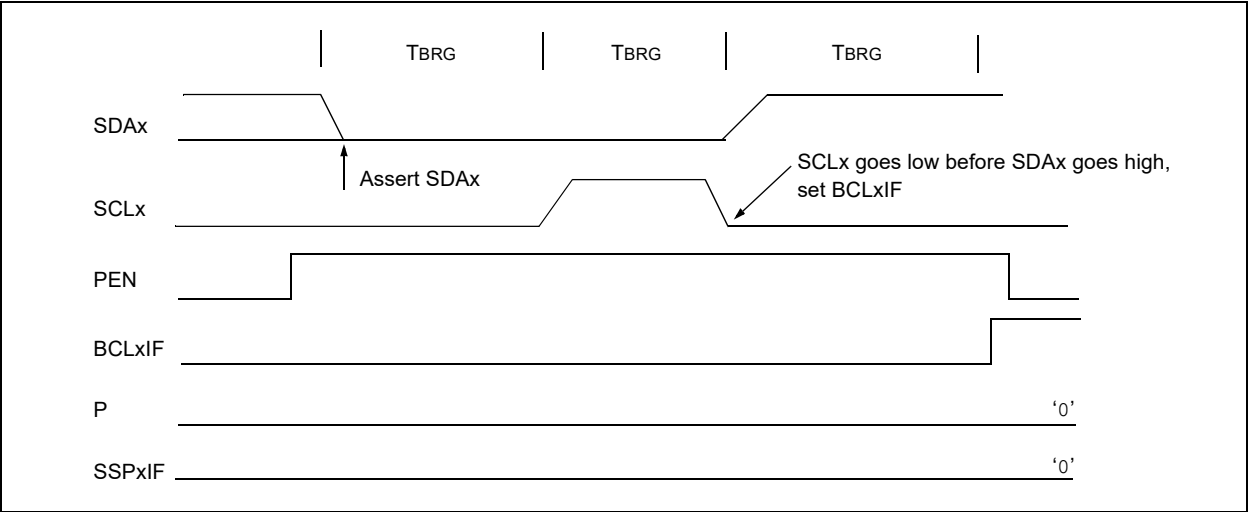 TBRG TBRG TBRG
SDAx
Assert SDAx
SCLx goes low before SDAx goes high,
set BCLxIF
SCLx
PEN
BCLxIF
P ‘0’
SSPxIF ‘0’